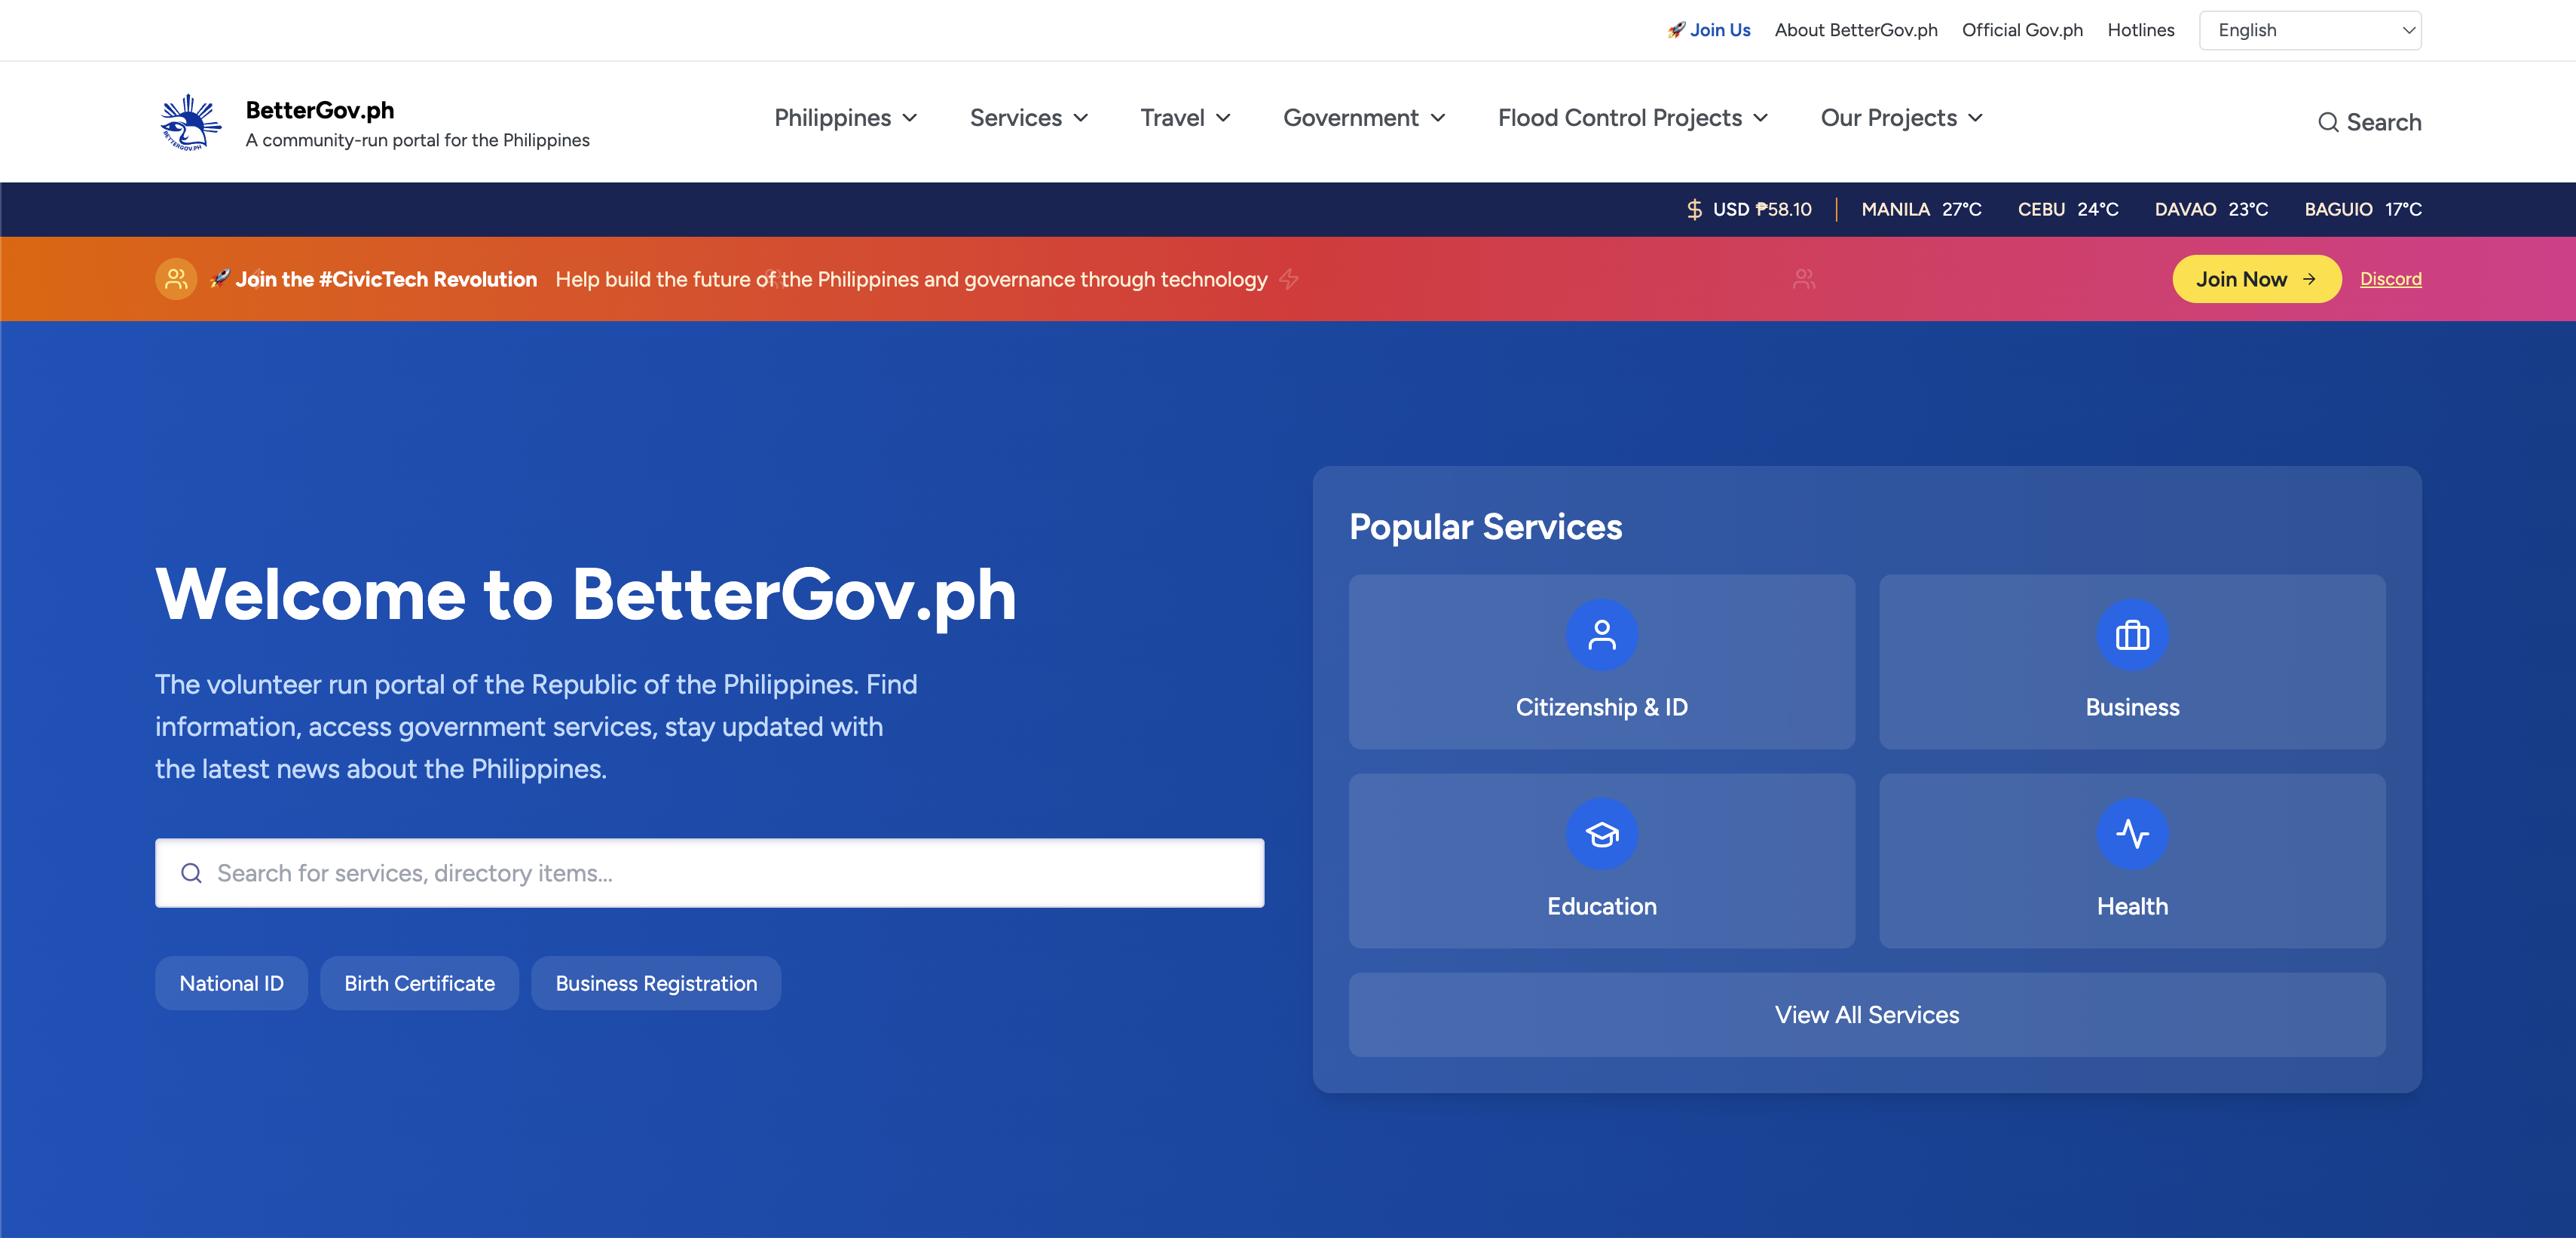 🚀 Join Us About BetterGov.ph Official Gov.ph Hotlines English
BetterGov.ph
A community-run portal for the Philippines
BETTERGOV.PH
Philippines Services Travel Government Flood Control Projects Our Projects
Search
USD ₱58.10 MANILA 27°C CEBU 24°C DAVAO 23°C BAGUIO 17°C
🚀 Join the #CivicTech Revolution Help build the future of the Philippines and governance through technology
Join Now → Discord
Welcome to BetterGov.ph
The volunteer run portal of the Republic of the Philippines. Find
information, access government services, stay updated with
the latest news about the Philippines.
Search for services, directory items...
National ID Birth Certificate Business Registration
Popular Services
Citizenship & ID
Business
Education
Health
View All Services